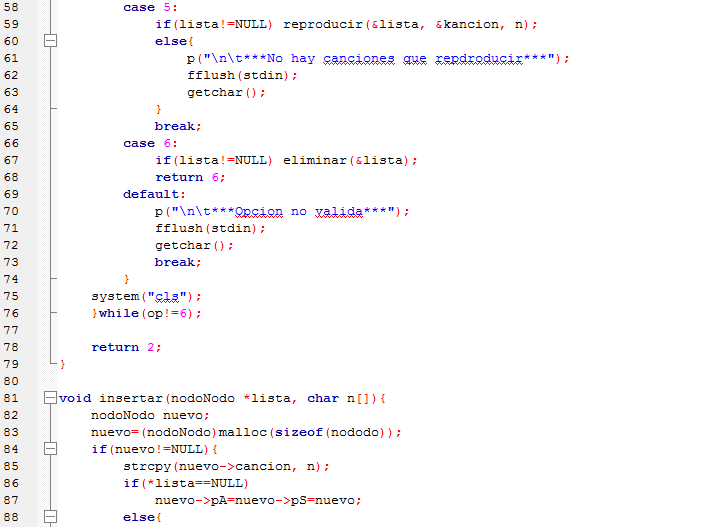 58 case 5:
59 if(lista!=NULL) reproducir(&lista, &kancion, n);
60 else{
61 p("\n\t***No hay canciones que repdroducir***");
62 fflush(stdin);
63 getchar();
64 }
65 break;
66 case 6:
67 if(lista!=NULL) eliminar(&lista);
68 return 6;
69 default:
70 p("\n\t***Opcion no valida***");
71 fflush(stdin);
72 getchar();
73 break;
74 }
75 system("cls");
76 }while(op!=6);
77
78 return 2;
79 }
80
81 void insertar(nodoNodo *lista, char n[]){
82 nodoNodo nuevo;
83 nuevo=(nodoNodo)malloc(sizeof(nododo));
84 if(nuevo!=NULL){
85 strcpy(nuevo->cancion, n);
86 if(*lista==NULL)
87 nuevo->pA=nuevo->pS=nuevo;
88 else{